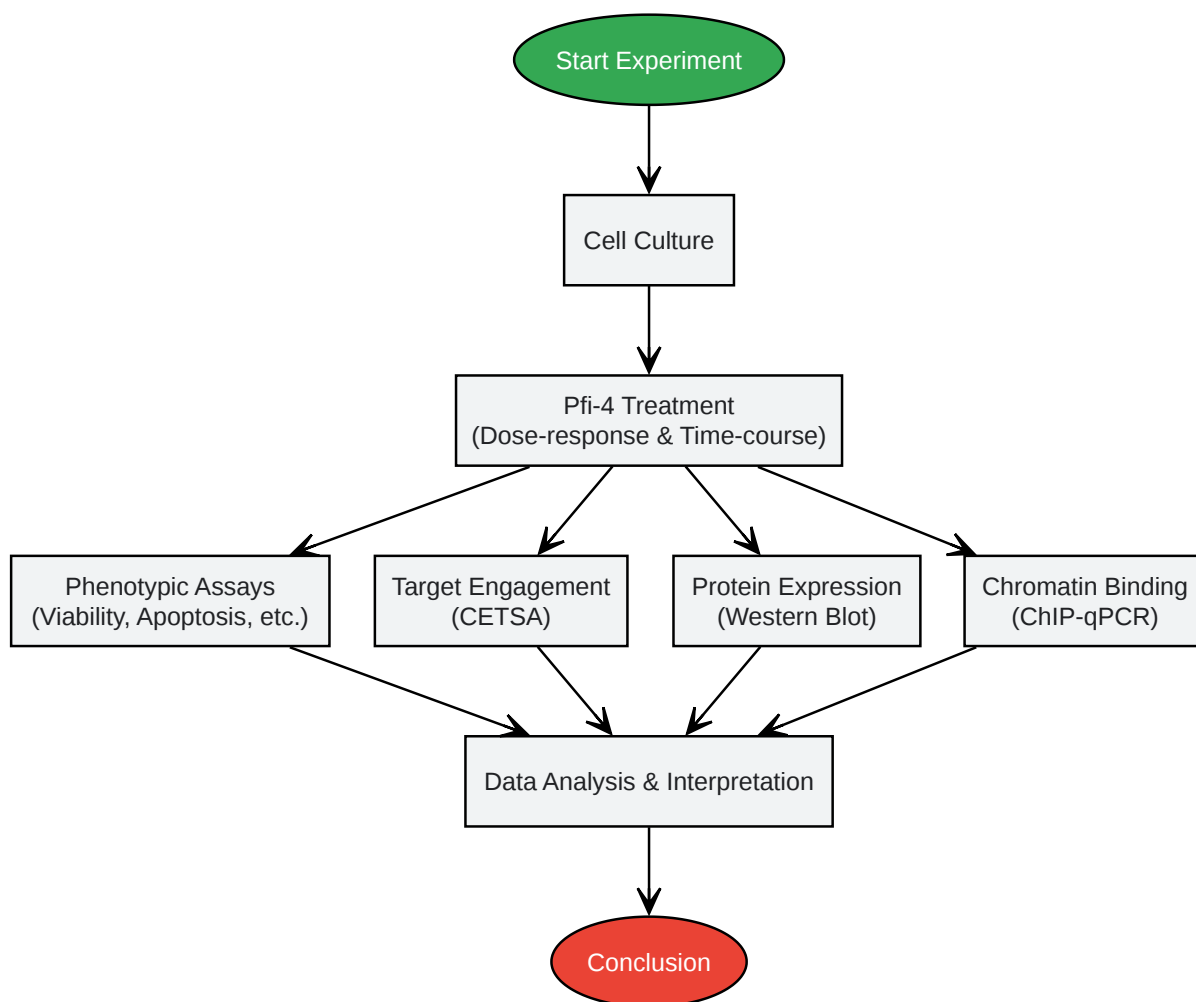 Start Experiment
Cell Culture
Pfi-4 Treatment
(Dose-response & Time-course)
Phenotypic Assays
(Viability, Apoptosis, etc.)
Target Engagement
(CETSA)
Protein Expression
(Western Blot)
Chromatin Binding
(ChIP-qPCR)
Data Analysis & Interpretation
Conclusion